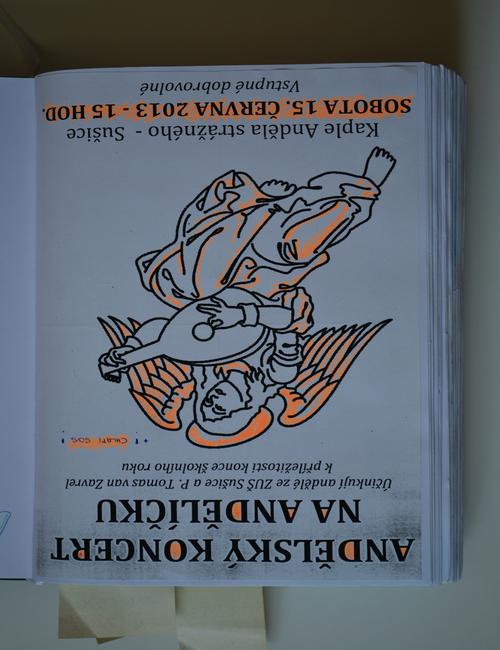 ANDĚLSKÝ KONCERT
NA ANDĚLÍČKU
Účinkují andělé ze ZUŠ Sušice a P. Tomas van Zavrel
k příležitosti konce školního roku
Kaple Anděla strážného - Sušice
SOBOTA 15. ČERVNA 2013 - 15 HOD.
Vstupné dobrovolné